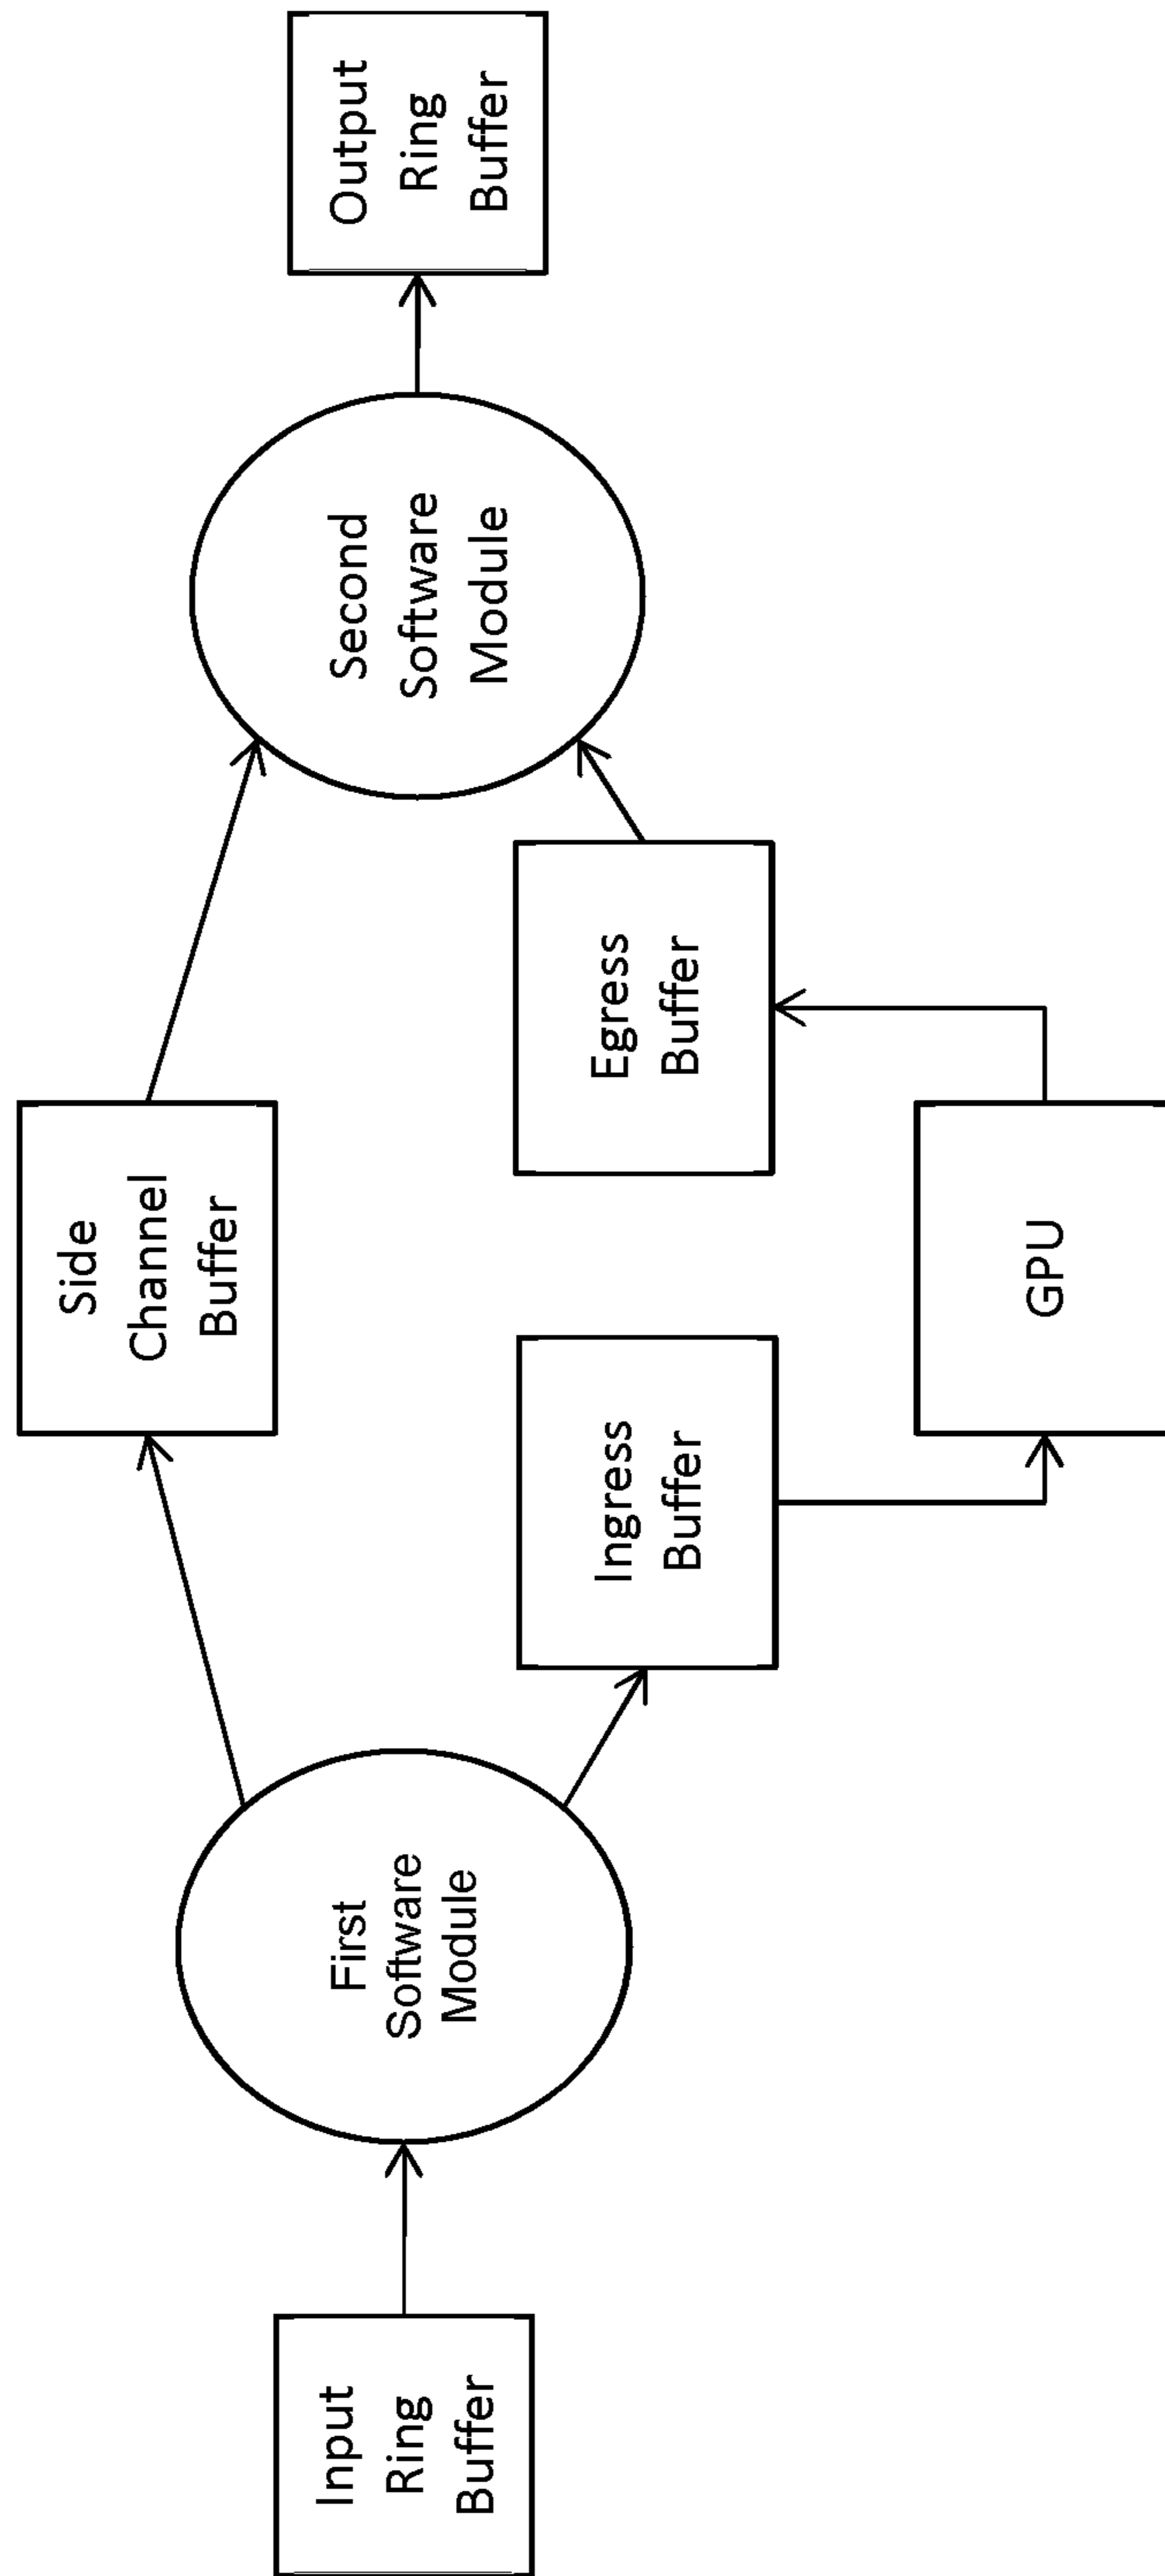 Input
Ring
Buffer
First
Software
Module
Side
Channel
Buffer
Ingress
Buffer
GPU
Egress
Buffer
Second
Software
Module
Output
Ring
Buffer